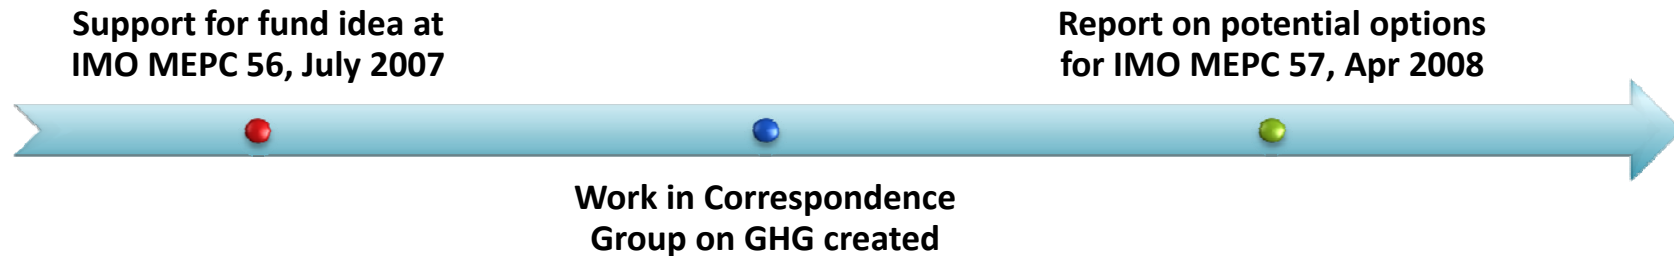 Support for fund idea at
IMO MEPC 56, July 2007
Work in Correspondence
Group on GHG created
Report on potential options
for IMO MEPC 57, Apr 2008